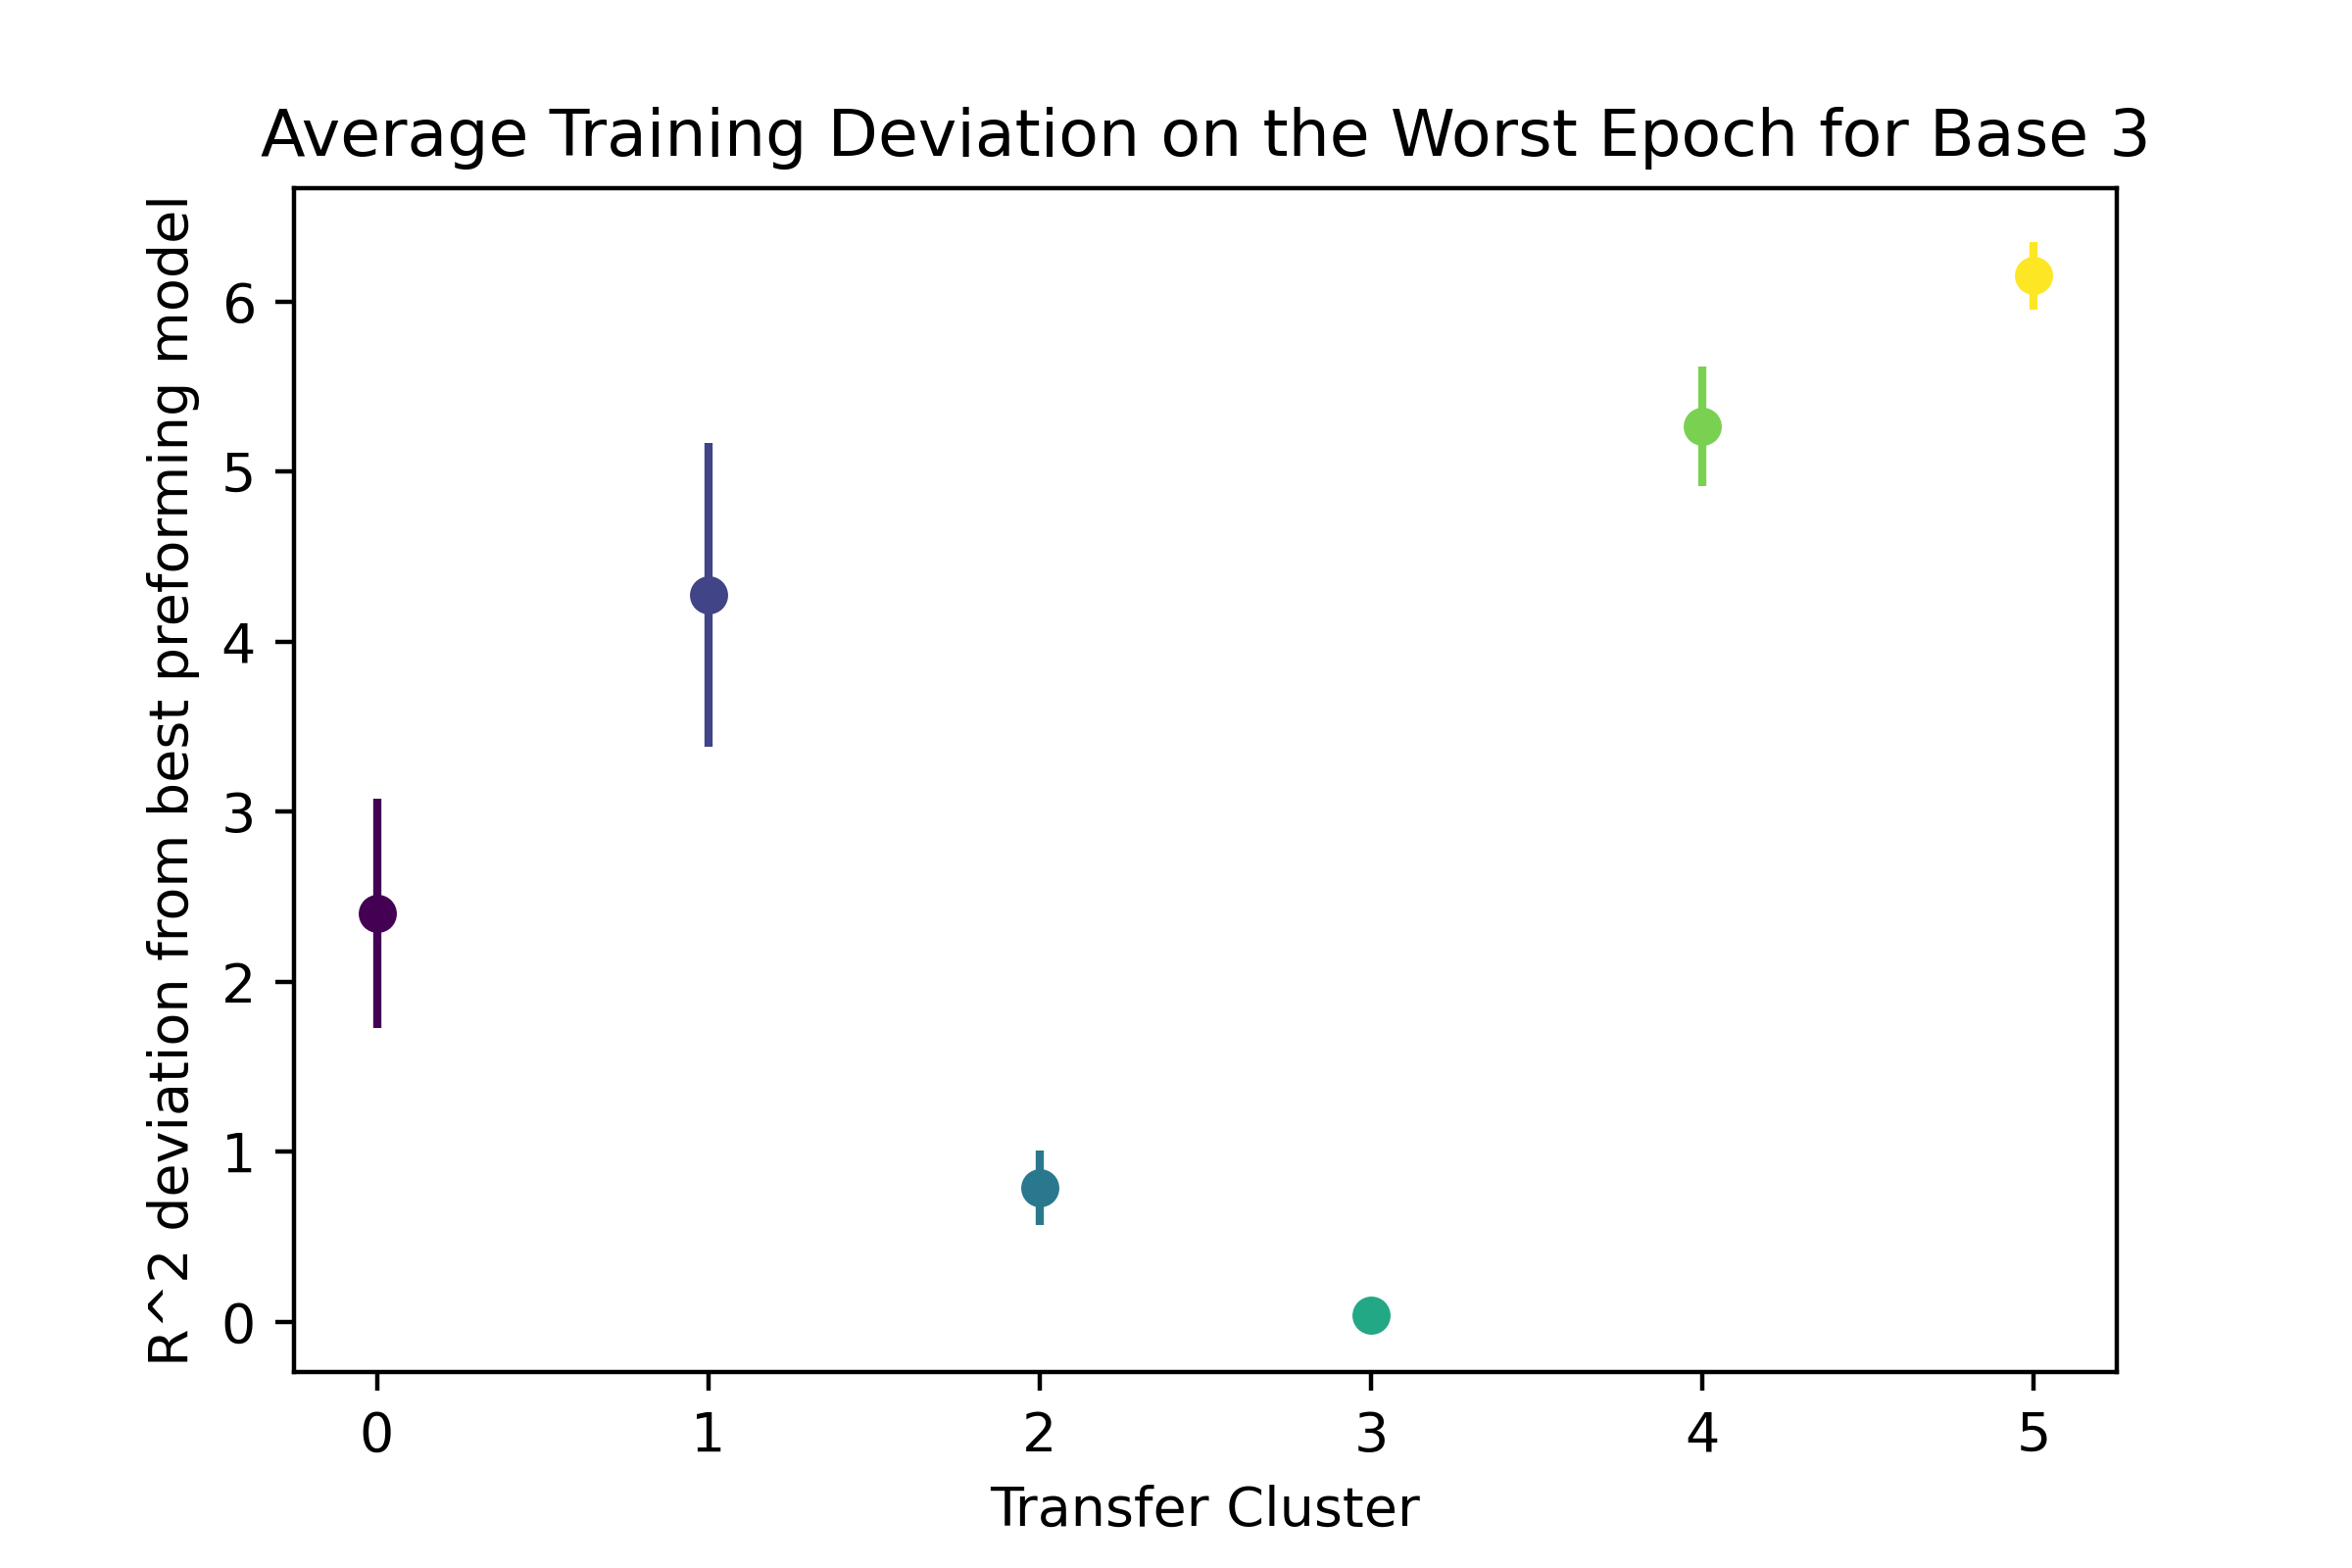 Average Training Deviation on the Worst Epoch for Base 3
R^2 deviation from best preforming model
6
5
4
3
2
1
0
0 1 2 3 4 5
Transfer Cluster